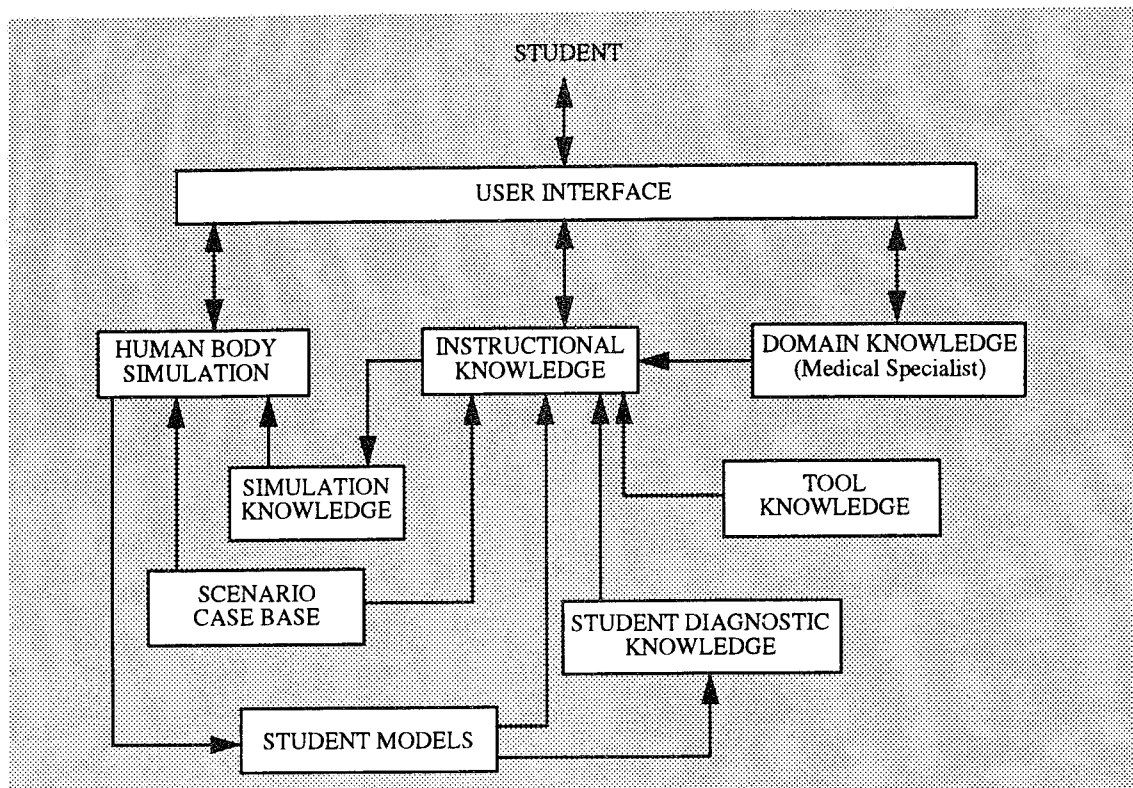 STUDENT
USER INTERFACE
HUMAN BODY
SIMULATION
INSTRUCTIONAL
KNOWLEDGE
DOMAIN KNOWLEDGE
(Medical Specialist)
SIMULATION
KNOWLEDGE
TOOL
KNOWLEDGE
SCENARIO
CASE BASE
STUDENT DIAGNOSTIC
KNOWLEDGE
STUDENT MODELS